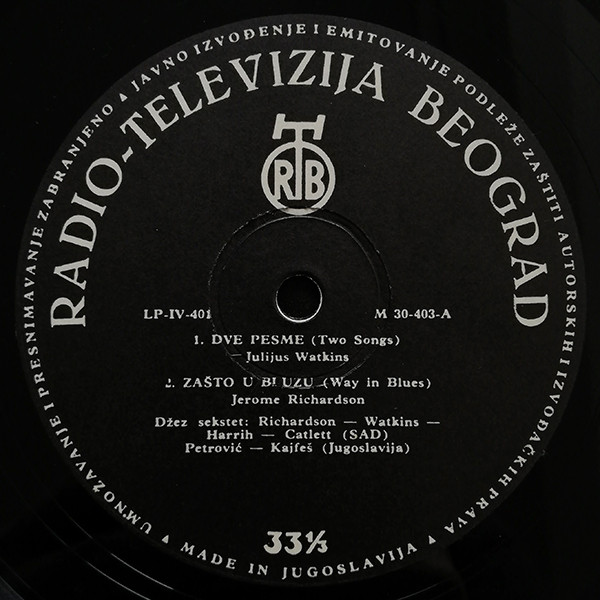 UMNOŽAVANJE I PRESNIMAVANJE ZABRANJENO ▲ JAVNO IZVOĐENJE I EMITOVANJE PODLEŽE ZAŠTITI AUTORSKIH I IZVOĐAČKIH PRAVA ▲
RADIO-TELEVIZIJA BEOGRAD
RTB
LP-IV-401 M 30-403-A
1. DVE PESME (Two Songs)
— Julijus Watkins
2. ZAŠTO U BLUZU (Way in Blues)
Jerome Richardson
Džez sekstet: Richardson — Watkins —
Harrih — Catlett (SAD)
Petrović — Kajfeš (Jugoslavija)
33⅓
▲ MADE IN JUGOSLAVIJA